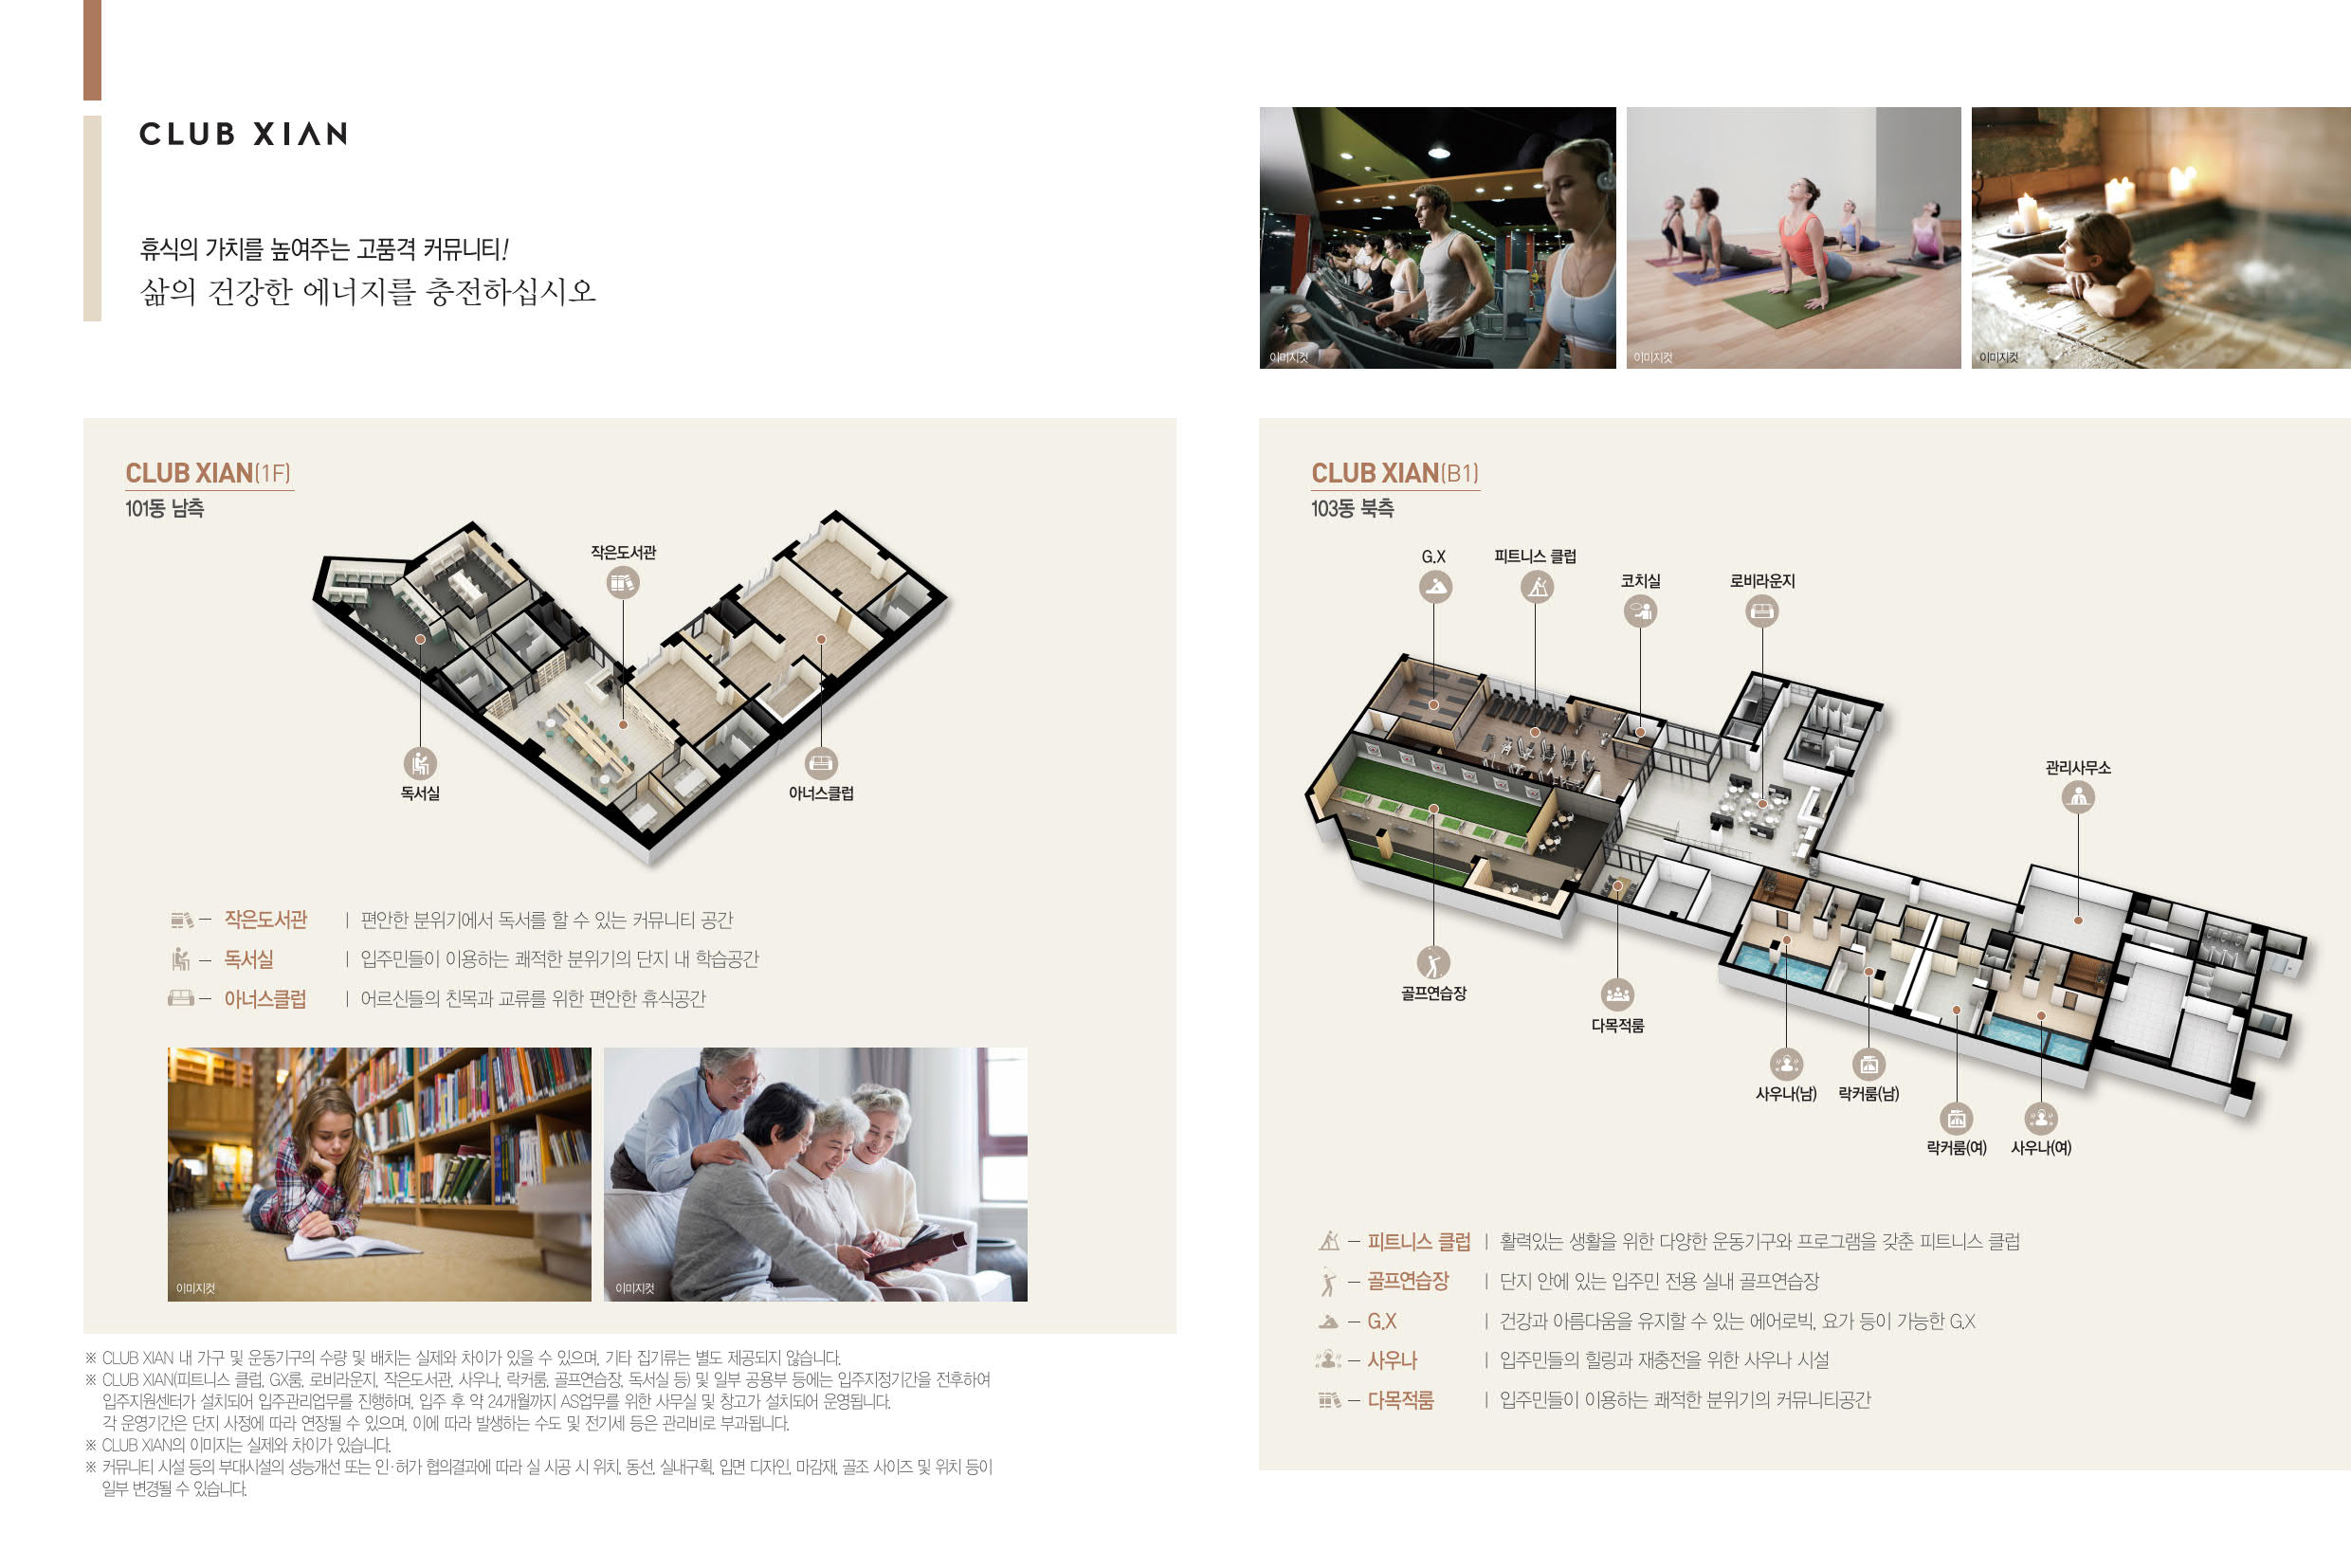 CLUB XIAN
휴식의 가치를 높여주는 고품격 커뮤니티!
삶의 건강한 에너지를 충전하십시오
이미지컷
이미지컷
이미지컷
CLUB XIAN(1F)
101동 남측
작은도서관
독서실
아너스클럽
작은도서관 | 편안한 분위기에서 독서를 할 수 있는 커뮤니티 공간
독서실 | 입주민들이 이용하는 쾌적한 분위기의 단지 내 학습공간
아너스클럽 | 어르신들의 친목과 교류를 위한 편안한 휴식공간
이미지컷
이미지컷
※ CLUB XIAN 내 가구 및 운동기구의 수량 및 배치는 실제와 차이가 있을 수 있으며, 기타 집기류는 별도 제공되지 않습니다.
※ CLUB XIAN(피트니스 클럽, GX룸, 로비라운지, 작은도서관, 사우나, 락커룸, 골프연습장, 독서실 등) 및 일부 공용부 등에는 입주지정기간을 전후하여
입주지원센터가 설치되어 입주관리업무를 진행하며, 입주 후 약 24개월까지 AS업무를 위한 사무실 및 창고가 설치되어 운영됩니다.
각 운영기간은 단지 사정에 따라 연장될 수 있으며, 이에 따라 발생하는 수도 및 전기세 등은 관리비로 부과됩니다.
※ CLUB XIAN의 이미지는 실제와 차이가 있습니다.
※ 커뮤니티 시설 등의 부대시설의 성능개선 또는 인·허가 협의결과에 따라 실 시공 시 위치, 동선, 실내구획, 입면 디자인, 마감재, 골조 사이즈 및 위치 등이
일부 변경될 수 있습니다.
CLUB XIAN(B1)
103동 북측
G.X
피트니스 클럽
코치실
로비라운지
관리사무소
골프연습장
다목적룸
사우나(남)
락커룸(남)
락커룸(여)
사우나(여)
피트니스 클럽 | 활력있는 생활을 위한 다양한 운동기구와 프로그램을 갖춘 피트니스 클럽
골프연습장 | 단지 안에 있는 입주민 전용 실내 골프연습장
G.X | 건강과 아름다움을 유지할 수 있는 에어로빅, 요가 등이 가능한 G.X
사우나 | 입주민들의 힐링과 재충전을 위한 사우나 시설
다목적룸 | 입주민들이 이용하는 쾌적한 분위기의 커뮤니티공간